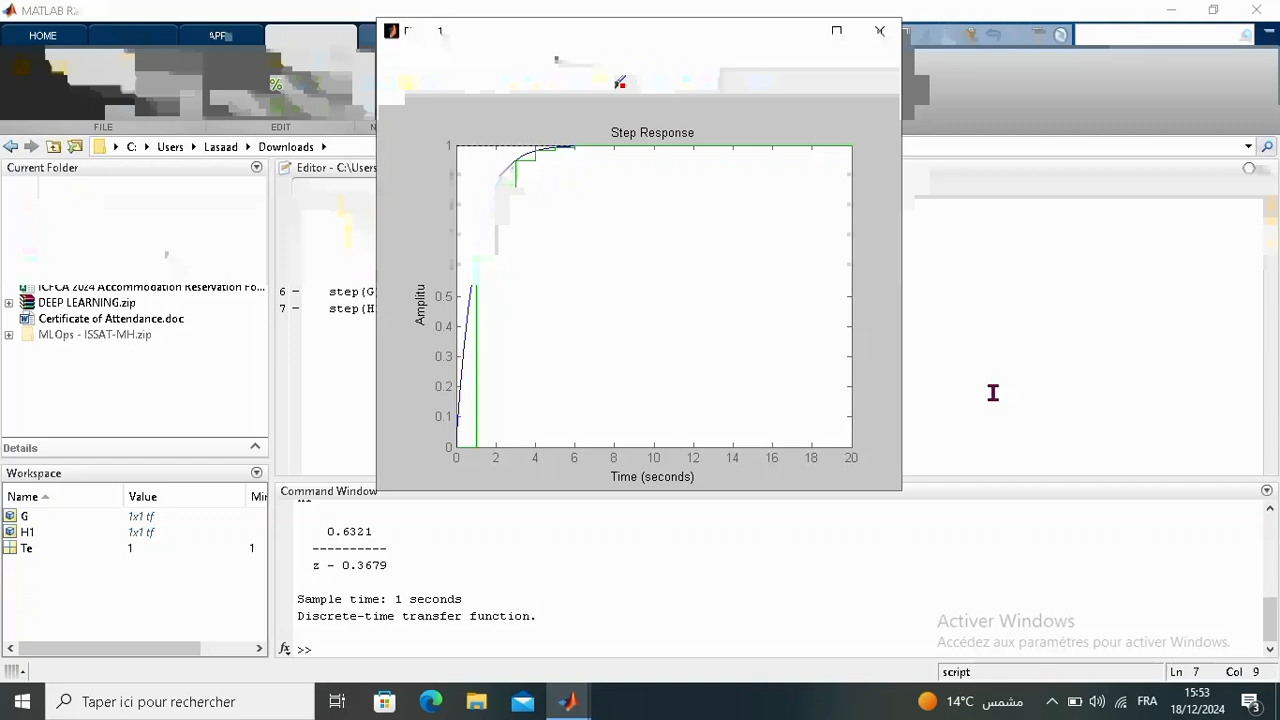 MATLAB R
HOME
APP
FILE
EDIT
C: Users Lasaad Downloads
Current Folder
Editor - C:\Users
ICFCA 2024 Accommodation Reservation Fo...
DEEP LEARNING.zip
Certificate of Attendance.doc
MLOps - ISSAT-MH.zip
6 step(G
7 step(H
Details
Workspace
Name Value Mir
G 1x1 tf
H1 1x1 tf
Te 1 1
Step Response
1
Amplitu
0.5
0.4
0.3
0.2
0.1
0
0 2 4 6 8 10 12 14 16 18 20
Time (seconds)
Command Window
0.6321
----------
z - 0.3679
Sample time: 1 seconds
Discrete-time transfer function.
fx >>
Activer Windows
Accédez aux paramètres pour activer Windows.
script
Ln 7 Col 9
Taper ici pour rechercher
14°C مشمس
FRA
15:53
18/12/2024
3